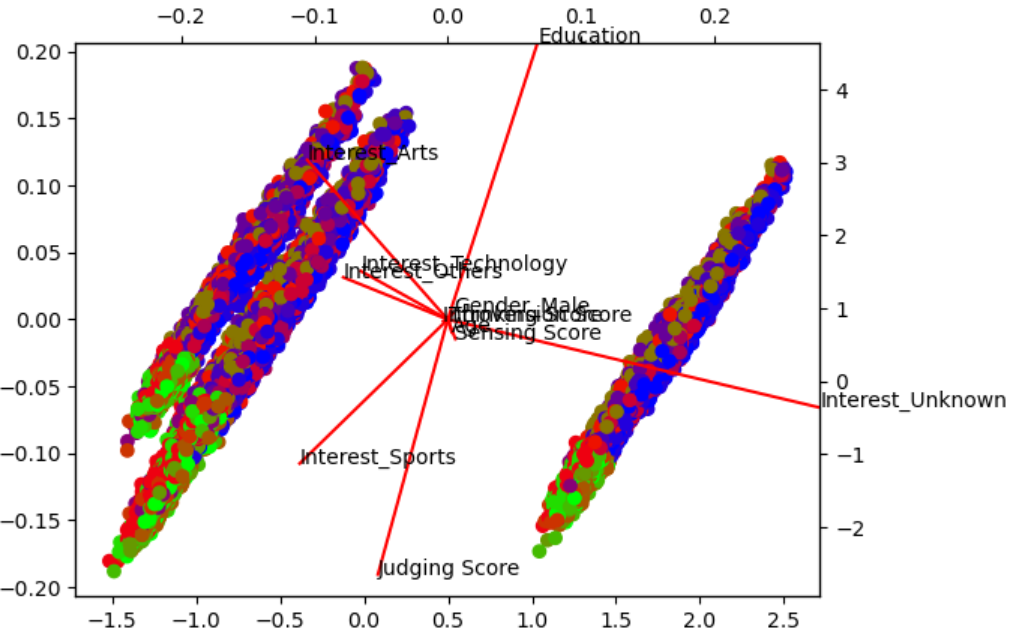 −0.2 −0.1 0.0 0.1 0.2
Education
0.20
4
0.15
Interest_Arts
3
0.10
2
0.05
Interest_Technology
Interest_Others
Gender_Male
1
0.00
Score
Sensing Score
−0.05
0
Interest_Unknown
−0.10
Interest_Sports
−1
−0.15
−2
Judging Score
−0.20
−1.5 −1.0 −0.5 0.0 0.5 1.0 1.5 2.0 2.5